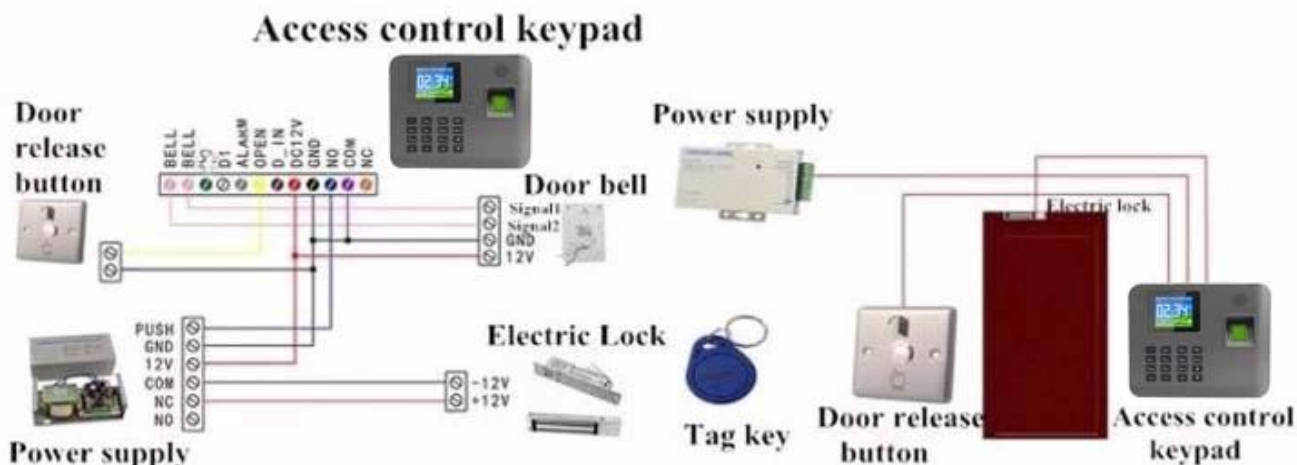 Access control keypad
02:34
Door
release
button
BELL
BELL
D1
ALARM
OPEN
D_IN
DC12V
GND
NO
COM
NC
Door bell
Signal1
Signal2
GND
12V
PUSH
GND
12V
COM
NC
NO
Power supply
Electric Lock
-12V
+12V
Tag key
Power supply
Electric lock
02:34
Door release
button
Access control
keypad